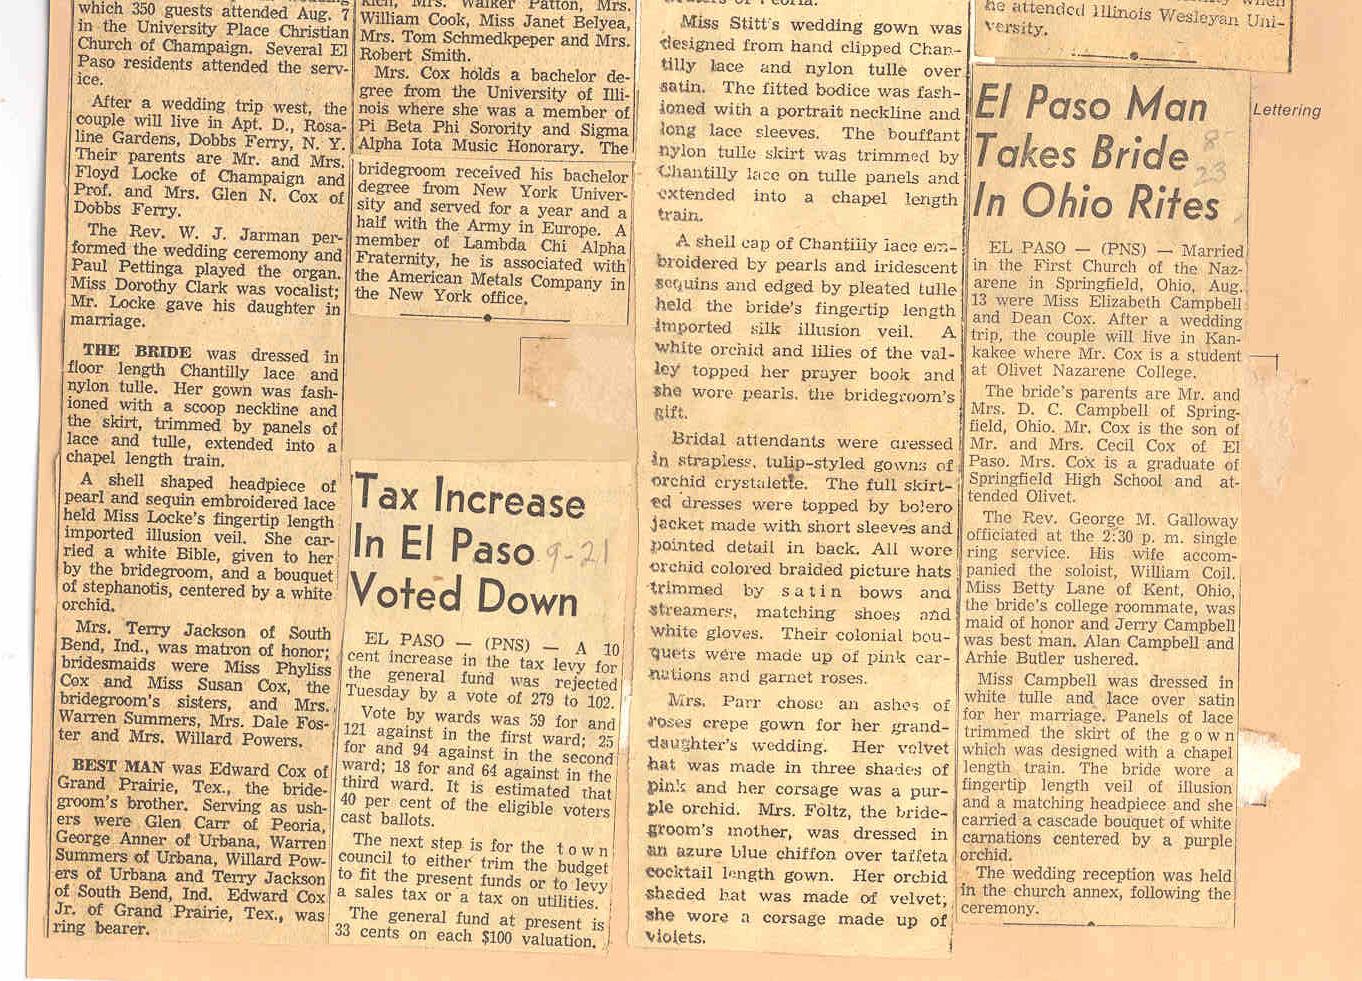 which 350 guests attended Aug. 7
in the University Place Christian
Church of Champaign. Several El
Paso residents attended the serv-
ice.
After a wedding trip west, the
couple will live in Apt. D., Rosa-
line Gardens, Dobbs Ferry, N. Y.
Their parents are Mr. and Mrs.
Floyd Locke of Champaign and
Prof. and Mrs. Glen N. Cox of
Dobbs Ferry.
The Rev. W. J. Jarman per-
formed the wedding ceremony and
Paul Pettinga played the organ.
Miss Dorothy Clark was vocalist;
Mr. Locke gave his daughter in
marriage.
THE BRIDE was dressed in
floor length Chantilly lace and
nylon tulle. Her gown was fash-
ioned with a scoop neckline and
the skirt, trimmed by panels of
lace and tulle, extended into a
chapel length train.
A shell shaped headpiece of
pearl and sequin embroidered lace
held Miss Locke's fingertip length
imported illusion veil. She car-
ried a white Bible, given to her
by the bridegroom, and a bouquet
of stephanotis, centered by a white
orchid.
Mrs. Terry Jackson of South
Bend, Ind., was matron of honor;
bridesmaids were Miss Phyliss
Cox and Miss Susan Cox, the
bridegroom's sisters, and Mrs.
Warren Summers, Mrs. Dale Fos-
ter and Mrs. Willard Powers.
BEST MAN was Edward Cox of
Grand Prairie, Tex., the bride-
groom's brother. Serving as ush-
ers were Glen Carr of Peoria,
George Anner of Urbana, Warren
Summers of Urbana, Willard Pow-
ers of Urbana and Terry Jackson
of South Bend, Ind. Edward Cox
Jr. of Grand Prairie, Tex., was
ring bearer.
Mrs. Walker Patton, Mrs.
William Cook, Miss Janet Belyea,
Mrs. Tom Schmedkpeper and Mrs.
Robert Smith.
Mrs. Cox holds a bachelor de-
gree from the University of Illi-
nois where she was a member of
Pi Beta Phi Sorority and Sigma
Alpha Iota Music Honorary. The
bridegroom received his bachelor
degree from New York Univer-
sity and served for a year and a
half with the Army in Europe. A
member of Lambda Chi Alpha
Fraternity, he is associated with
the American Metals Company in
the New York office.
Tax Increase
In El Paso 9-21
Voted Down
EL PASO — (PNS) — A 10
cent increase in the tax levy for
the general fund was rejected
Tuesday by a vote of 279 to 102.
Vote by wards was 59 for and
121 against in the first ward; 25
for and 94 against in the second
ward; 18 for and 64 against in the
third ward. It is estimated that
40 per cent of the eligible voters
cast ballots.
The next step is for the town
council to either trim the budget
to fit the present funds or to levy
a sales tax or a tax on utilities.
The general fund at present is
33 cents on each $100 valuation.
of Peoria.
Miss Stitt's wedding gown was
designed from hand clipped Chan-
tilly lace and nylon tulle over
satin. The fitted bodice was fash-
ioned with a portrait neckline and
long lace sleeves. The bouffant
nylon tulle skirt was trimmed by
Chantilly lace on tulle panels and
extended into a chapel length
train.
A shell cap of Chantilly lace em-
broidered by pearls and iridescent
sequins and edged by pleated tulle
held the bride's fingertip length
imported silk illusion veil. A
white orchid and lilies of the val-
ley topped her prayer book and
she wore pearls, the bridegroom's
gift.
Bridal attendants were dressed
in strapless, tulip-styled gowns of
orchid crystalette. The full skirt-
ed dresses were topped by bolero
jacket made with short sleeves and
pointed detail in back. All wore
orchid colored braided picture hats
trimmed by satin bows and
streamers, matching shoes and
white gloves. Their colonial bou-
quets were made up of pink car-
nations and garnet roses.
Mrs. Parr chose an ashes of
roses crepe gown for her grand-
daughter's wedding. Her velvet
hat was made in three shades of
pink and her corsage was a pur-
ple orchid. Mrs. Foltz, the bride-
groom's mother, was dressed in
an azure blue chiffon over taffeta
cocktail length gown. Her orchid
shaded hat was made of velvet;
she wore a corsage made up of
violets.
he attended Illinois Wesleyan Uni-
versity.
El Paso Man
Takes Bride 8-
In Ohio Rites 23
EL PASO — (PNS) — Married
in the First Church of the Naz-
arene in Springfield, Ohio, Aug.
13 were Miss Elizabeth Campbell
and Dean Cox. After a wedding
trip, the couple will live in Kan-
kakee where Mr. Cox is a student
at Olivet Nazarene College.
The bride's parents are Mr. and
Mrs. D. C. Campbell of Spring-
field, Ohio. Mr. Cox is the son of
Mr. and Mrs. Cecil Cox of El
Paso. Mrs. Cox is a graduate of
Springfield High School and at-
tended Olivet.
The Rev. George M. Galloway
officiated at the 2:30 p. m. single
ring service. His wife accom-
panied the soloist, William Coil.
Miss Betty Lane of Kent, Ohio,
the bride's college roommate, was
maid of honor and Jerry Campbell
was best man. Alan Campbell and
Arhie Butler ushered.
Miss Campbell was dressed in
white tulle and lace over satin
for her marriage. Panels of lace
trimmed the skirt of the gown
which was designed with a chapel
length train. The bride wore a
fingertip length veil of illusion
and a matching headpiece and she
carried a cascade bouquet of white
carnations centered by a purple
orchid.
The wedding reception was held
in the church annex, following the
ceremony.
Lettering